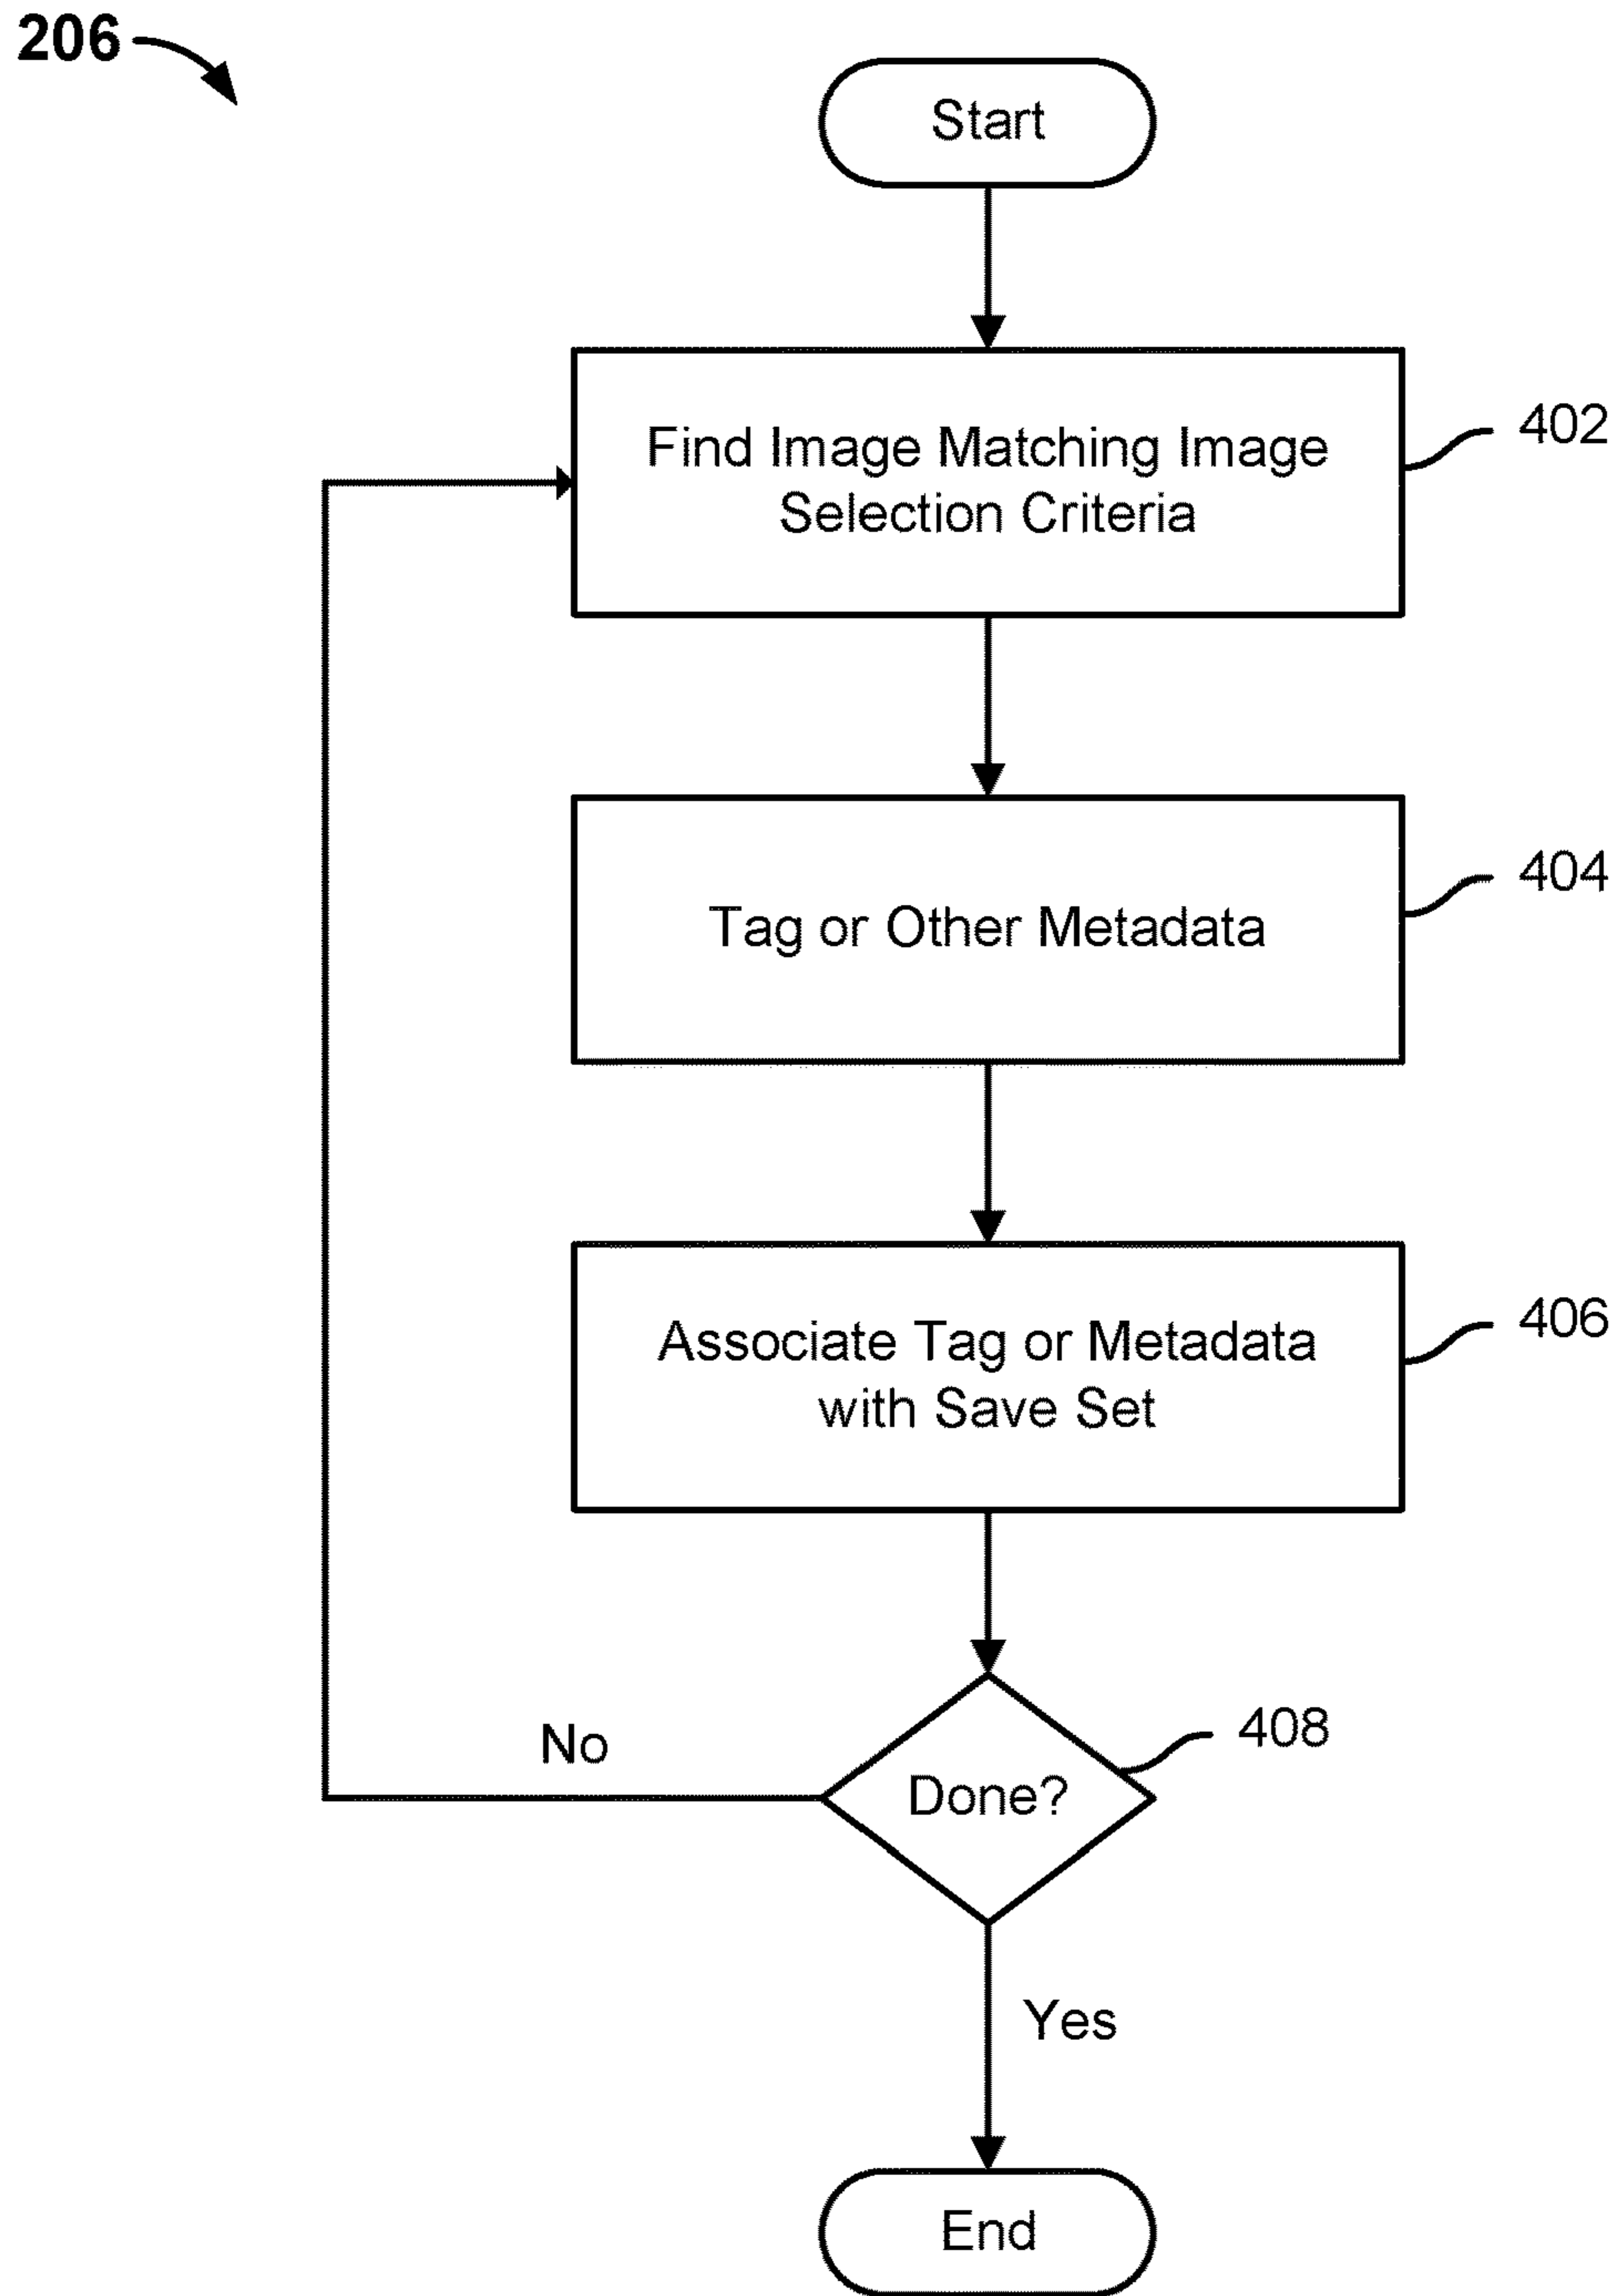 206
Start
Find Image Matching Image
Selection Criteria
402
Tag or Other Metadata
404
Associate Tag or Metadata
with Save Set
406
408
No
Done?
Yes
End